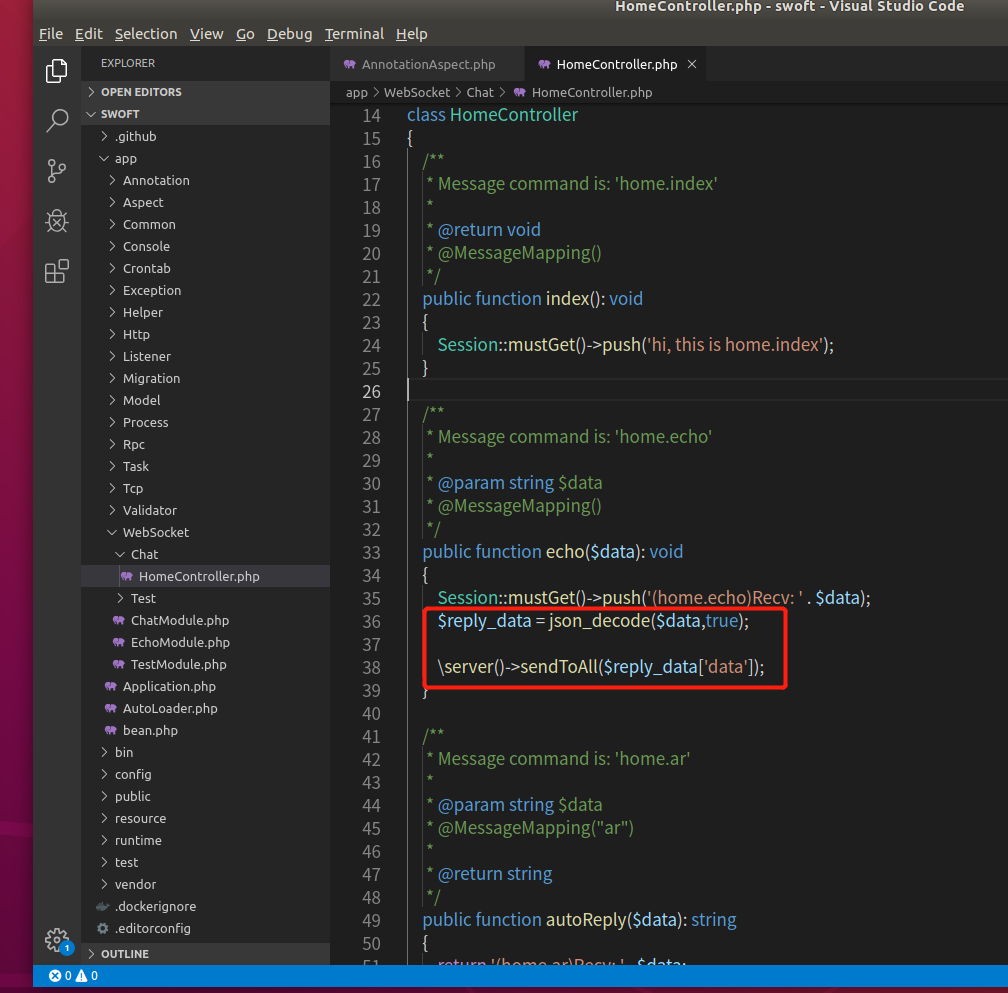 HomeController.php - swoft - Visual Studio Code
File Edit Selection View Go Debug Terminal Help
EXPLORER
OPEN EDITORS
SWOFT
.github
app
Annotation
Aspect
Common
Console
Crontab
Exception
Helper
Http
Listener
Migration
Model
Process
Rpc
Task
Tcp
Validator
WebSocket
Chat
HomeController.php
Test
ChatModule.php
EchoModule.php
TestModule.php
Application.php
AutoLoader.php
bean.php
bin
config
public
resource
runtime
test
vendor
.dockerignore
.editorconfig
OUTLINE
1
AnnotationAspect.php HomeController.php
app > WebSocket > Chat > HomeController.php
14 class HomeController
15 {
16 /**
17 * Message command is: 'home.index'
18 *
19 * @return void
20 * @MessageMapping()
21 */
22 public function index(): void
23 {
24 Session::mustGet()->push('hi, this is home.index');
25 }
26
27 /**
28 * Message command is: 'home.echo'
29 *
30 * @param string $data
31 * @MessageMapping()
32 */
33 public function echo($data): void
34 {
35 Session::mustGet()->push('(home.echo)Recv: ' . $data);
36 $reply_data = json_decode($data,true);
37
38 \server()->sendToAll($reply_data['data']);
39 }
40
41 /**
42 * Message command is: 'home.ar'
43 *
44 * @param string $data
45 * @MessageMapping("ar")
46 *
47 * @return string
48 */
49 public function autoReply($data): string
50 {
51 return '(home.ar)Recv: ' . $data;
0 0